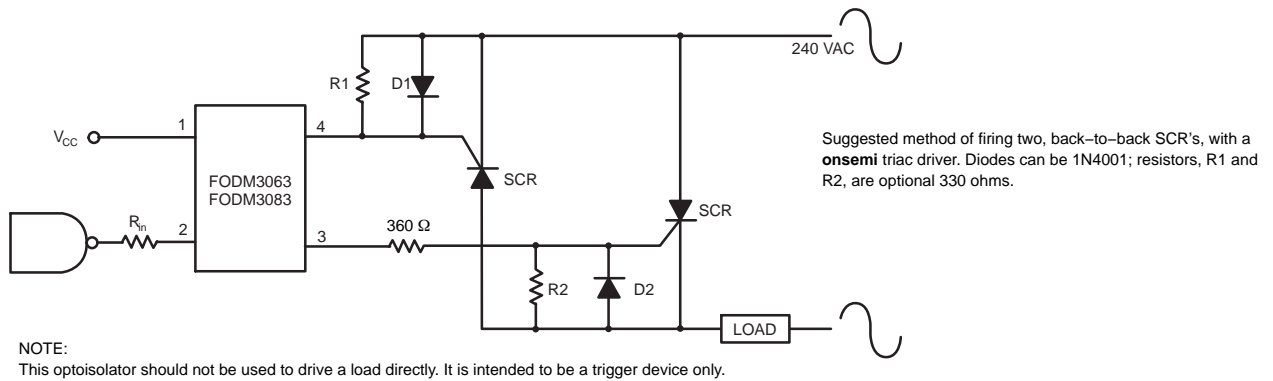 240 VAC
R1
D1
1
4
VCC
FODM3063
FODM3083
SCR
SCR
Rin
2
3
360 Ω
R2
D2
LOAD
Suggested method of firing two, back−to−back SCR's, with a
onsemi triac driver. Diodes can be 1N4001; resistors, R1 and
R2, are optional 330 ohms.
NOTE:
This optoisolator should not be used to drive a load directly. It is intended to be a trigger device only.